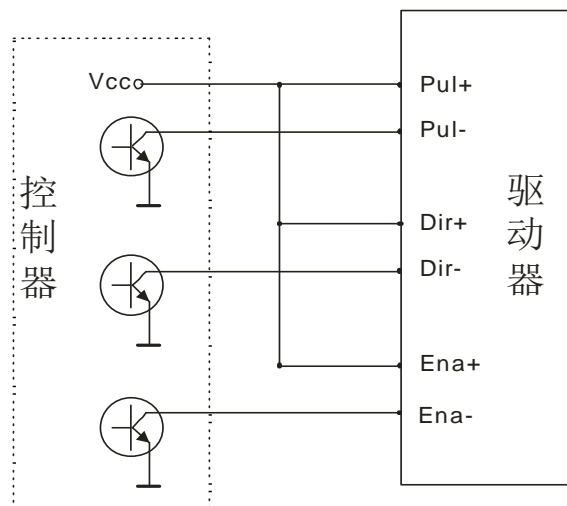 Vcc
Pul+
Pul-
控制器
驱动器
Dir+
Dir-
Ena+
Ena-